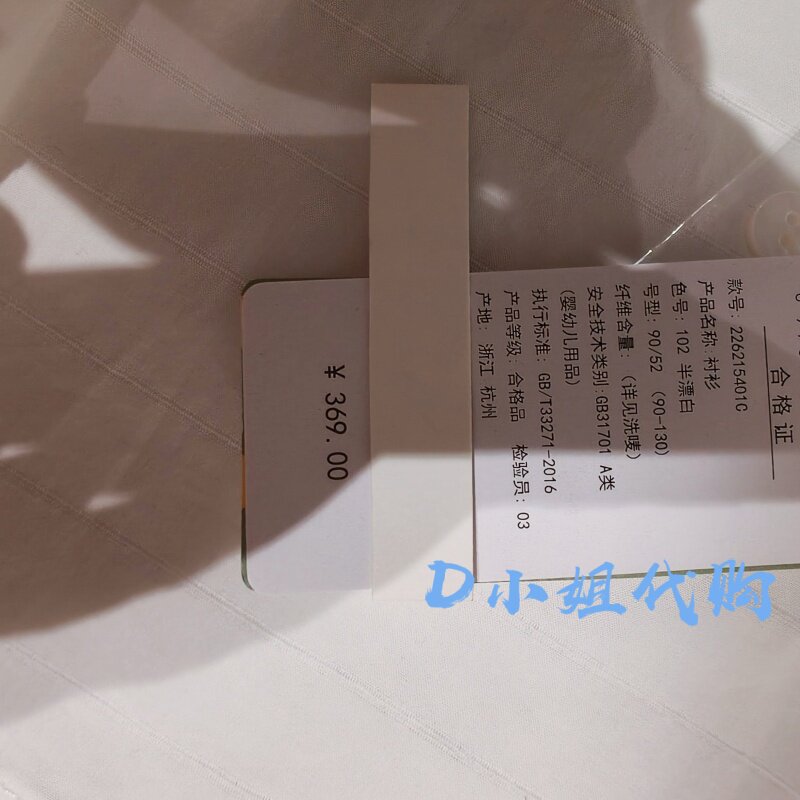 合格证
款号: 226215401C
产品名称: 衬衫
色号: 102 半漂白
号型: 90/52 (90-130)
纤维含量: (详见洗唛)
安全技术类别:GB31701 A类
(婴幼儿用品)
执行标准: GB/T33271-2016
产品等级: 合格品 检验员: 03
产地: 浙江 杭州
¥ 369.00
D小姐代购